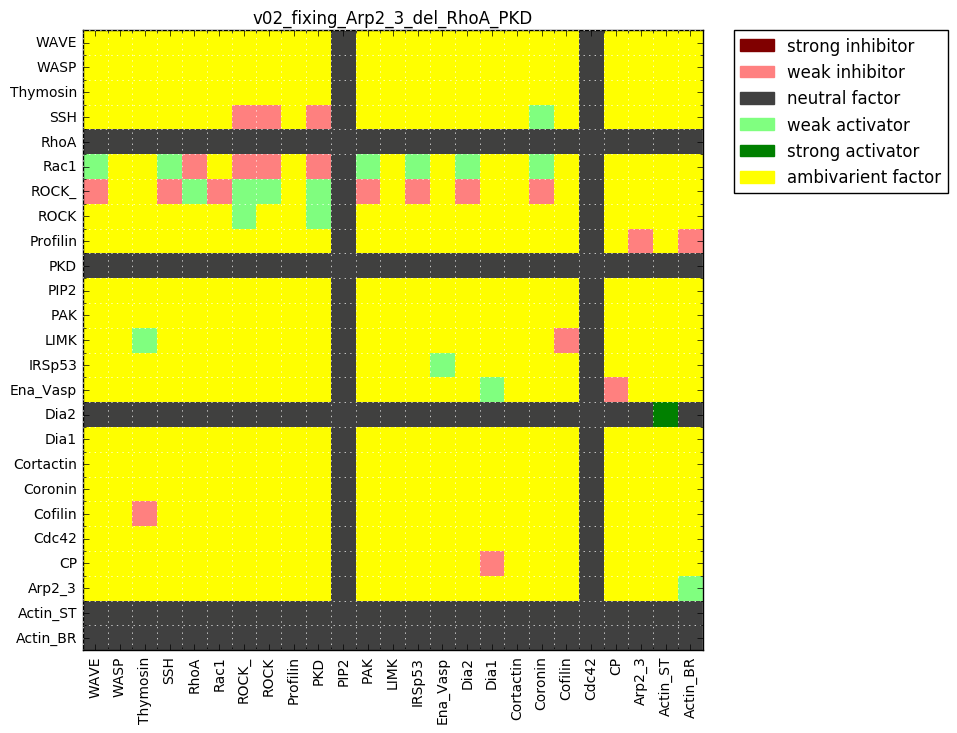 v02_fixing_Arp2_3_del_RhoA_PKD
WAVE
WASP
Thymosin
SSH
RhoA
Rac1
ROCK_
ROCK
Profilin
PKD
PIP2
PAK
LIMK
IRSp53
Ena_Vasp
Dia2
Dia1
Cortactin
Coronin
Cofilin
Cdc42
CP
Arp2_3
Actin_ST
Actin_BR
WAVE
WASP
Thymosin
SSH
RhoA
Rac1
ROCK_
ROCK
Profilin
PKD
PIP2
PAK
LIMK
IRSp53
Ena_Vasp
Dia2
Dia1
Cortactin
Coronin
Cofilin
Cdc42
CP
Arp2_3
Actin_ST
Actin_BR
strong inhibitor
weak inhibitor
neutral factor
weak activator
strong activator
ambivarient factor